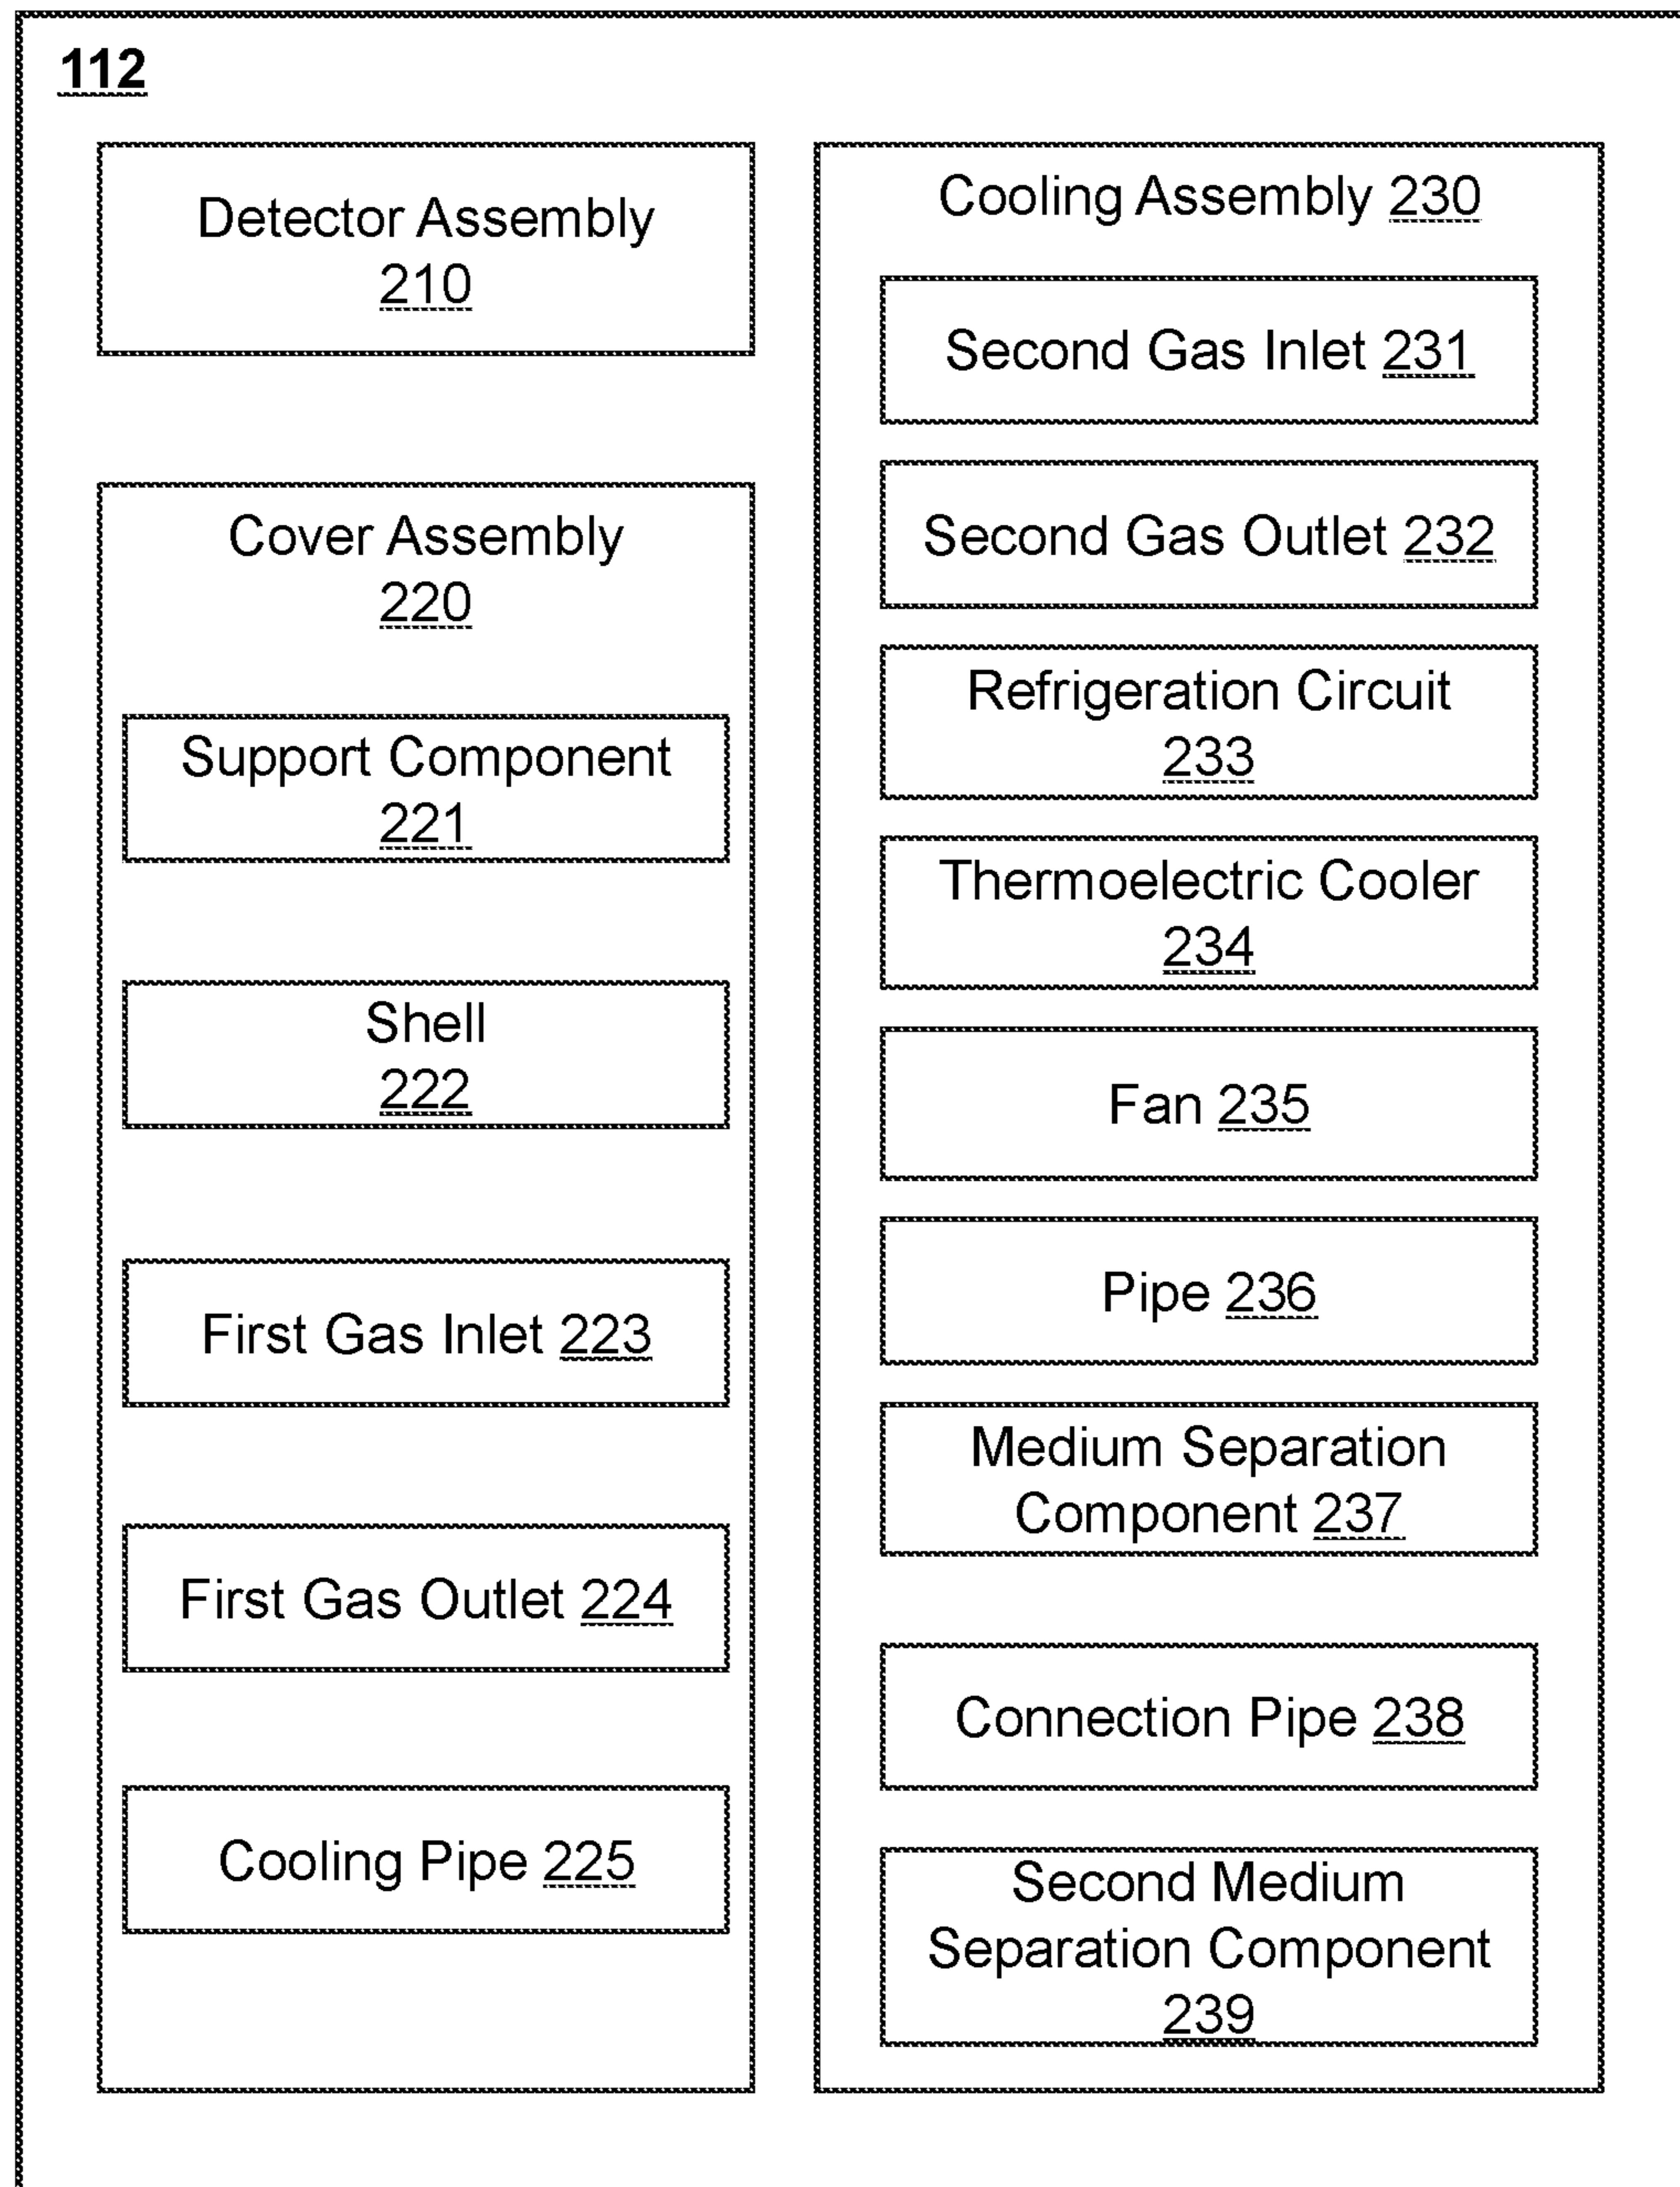 112
Detector Assembly
210
Cover Assembly
220
Support Component
221
Shell
222
First Gas Inlet 223
First Gas Outlet 224
Cooling Pipe 225
Cooling Assembly 230
Second Gas Inlet 231
Second Gas Outlet 232
Refrigeration Circuit
233
Thermoelectric Cooler
234
Fan 235
Pipe 236
Medium Separation
Component 237
Connection Pipe 238
Second Medium
Separation Component
239